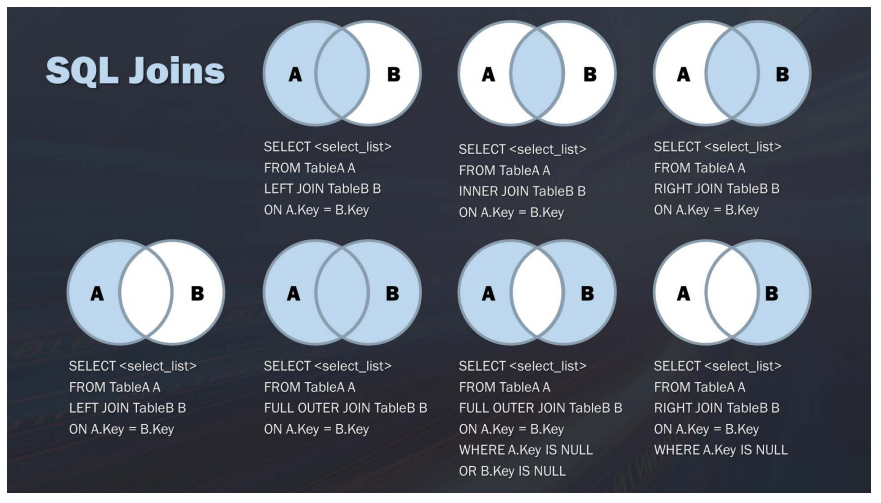 SQL Joins
A B
SELECT <select_list>
FROM TableA A
LEFT JOIN TableB B
ON A.Key = B.Key
A B
SELECT <select_list>
FROM TableA A
INNER JOIN TableB B
ON A.Key = B.Key
A B
SELECT <select_list>
FROM TableA A
RIGHT JOIN TableB B
ON A.Key = B.Key
A B
SELECT <select_list>
FROM TableA A
LEFT JOIN TableB B
ON A.Key = B.Key
A B
SELECT <select_list>
FROM TableA A
FULL OUTER JOIN TableB B
ON A.Key = B.Key
A B
SELECT <select_list>
FROM TableA A
FULL OUTER JOIN TableB B
ON A.Key = B.Key
WHERE A.Key IS NULL
OR B.Key IS NULL
A B
SELECT <select_list>
FROM TableA A
RIGHT JOIN TableB B
ON A.Key = B.Key
WHERE A.Key IS NULL